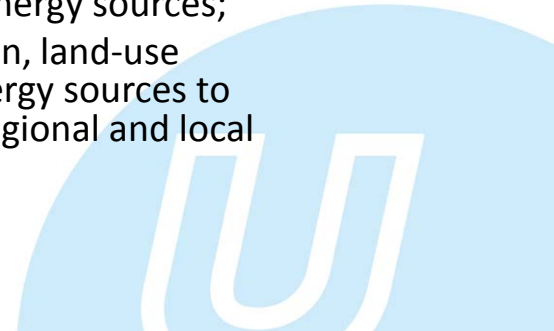 nergy sources;
n, land-use
ergy sources to
gional and local
U